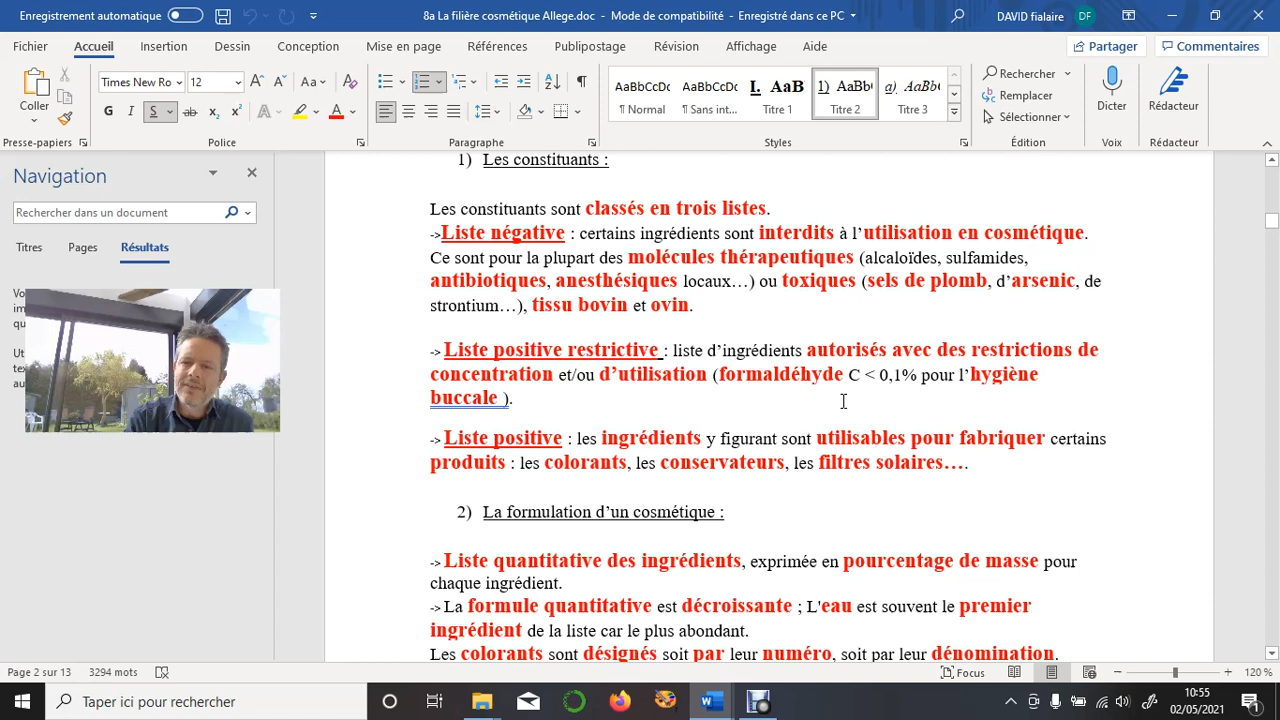 Enregistrement automatique
8a La filière cosmétique Allege.doc - Mode de compatibilité - Enregistré dans ce PC
DAVID fialaire
DF
Fichier
Accueil
Insertion
Dessin
Conception
Mise en page
Références
Publipostage
Révision
Affichage
Aide
Partager
Commentaires
Coller
Times New Ro
12
AaBbCcDd
AaBbCcDd
I. AaB
1) AaBb
a) AaBb
¶ Normal
¶ Sans int...
Titre 1
¶ Titre 2
¶ Titre 3
Rechercher
Remplacer
Sélectionner
Dicter
Rédacteur
Presse-papiers
Police
Paragraphe
Styles
Édition
Voix
Rédacteur
Navigation
Rechercher dans un document
Titres
Pages
Résultats
1) Les constituants :
Les constituants sont classés en trois listes.
->Liste négative : certains ingrédients sont interdits à l’utilisation en cosmétique.
Ce sont pour la plupart des molécules thérapeutiques (alcaloïdes, sulfamides,
antibiotiques, anesthésiques locaux…) ou toxiques (sels de plomb, d’arsenic, de
strontium…), tissu bovin et ovin.
-> Liste positive restrictive : liste d’ingrédients autorisés avec des restrictions de
concentration et/ou d’utilisation (formaldéhyde C < 0,1% pour l’hygiène
buccale ).
-> Liste positive : les ingrédients y figurant sont utilisables pour fabriquer certains
produits : les colorants, les conservateurs, les filtres solaires….
2) La formulation d’un cosmétique :
-> Liste quantitative des ingrédients, exprimée en pourcentage de masse pour
chaque ingrédient.
-> La formule quantitative est décroissante ; L'eau est souvent le premier
ingrédient de la liste car le plus abondant.
Les colorants sont désignés soit par leur numéro, soit par leur dénomination.
Page 2 sur 13
3294 mots
Focus
120 %
Taper ici pour rechercher
10:55
02/05/2021